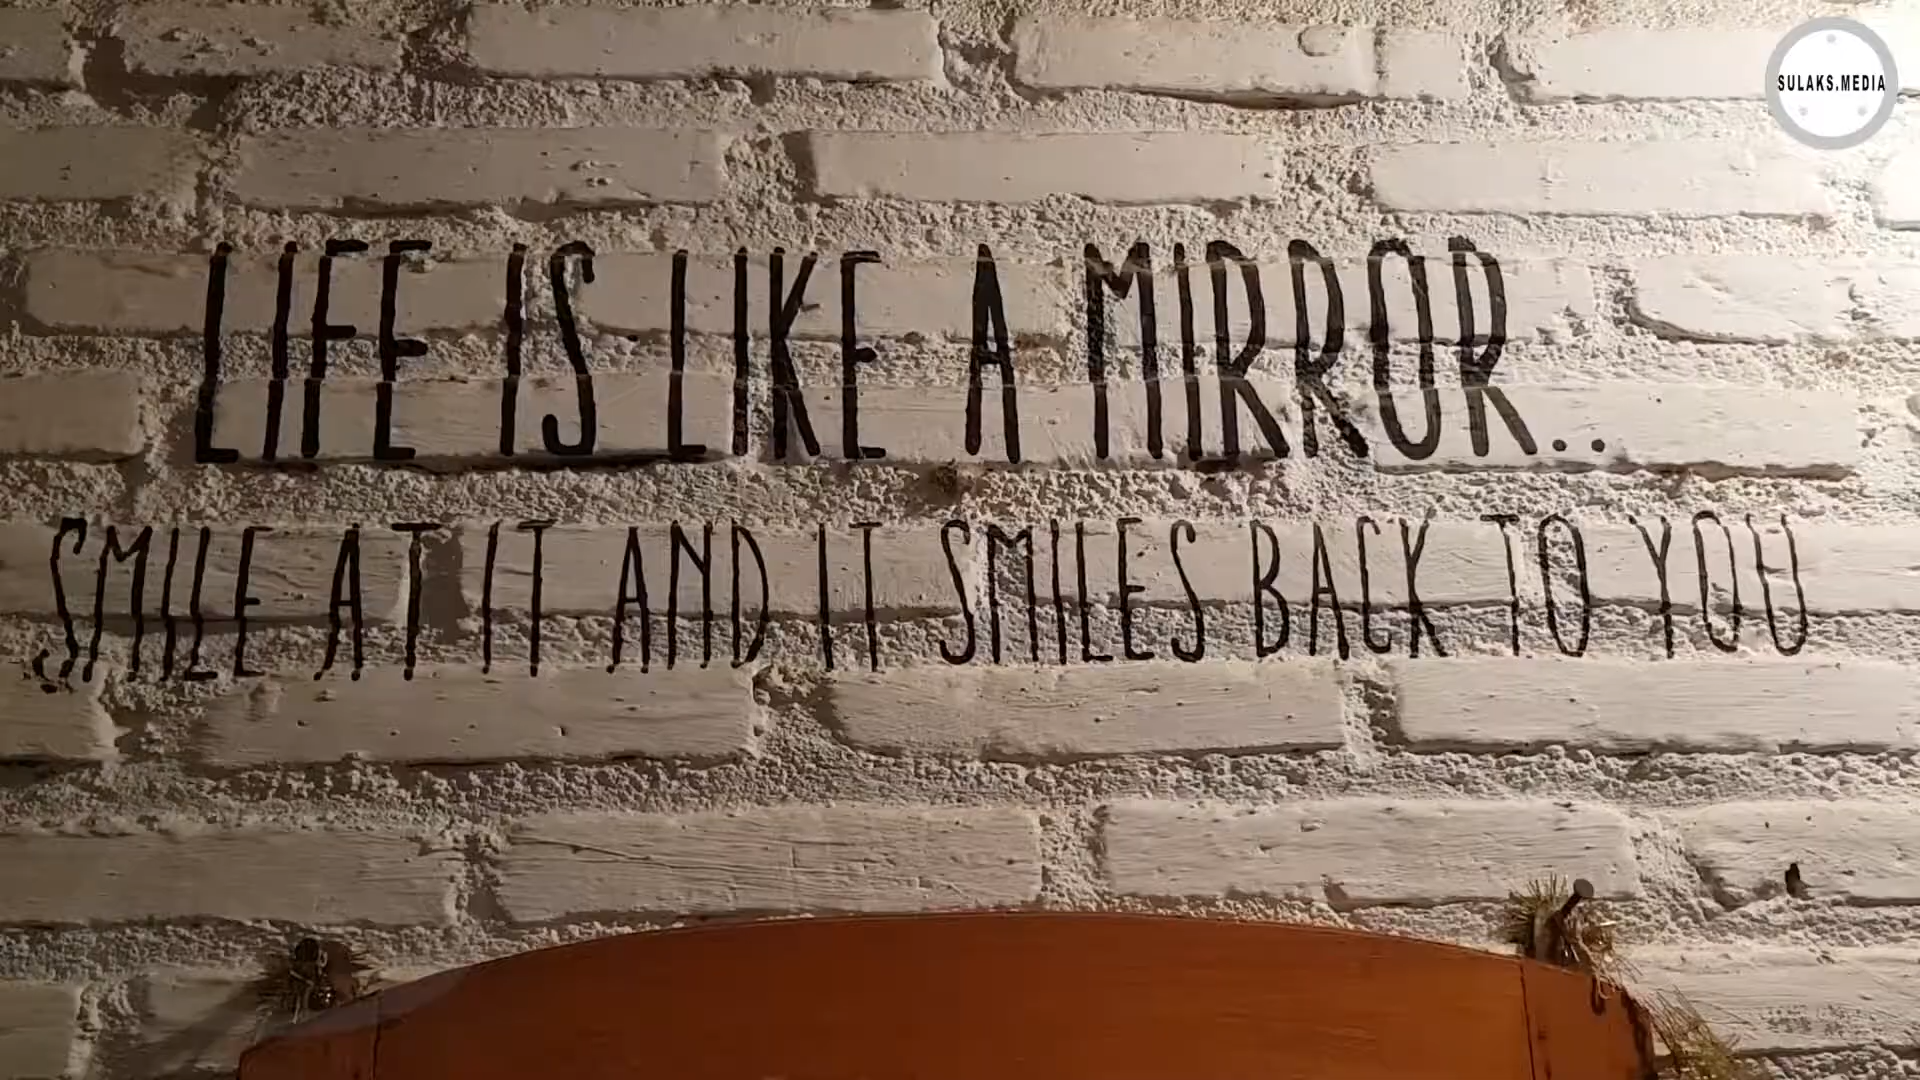 SULAKS.MEDIA
LIFE IS LIKE A MIRROR..
SMILE AT IT AND IT SMILES BACK TO YOU